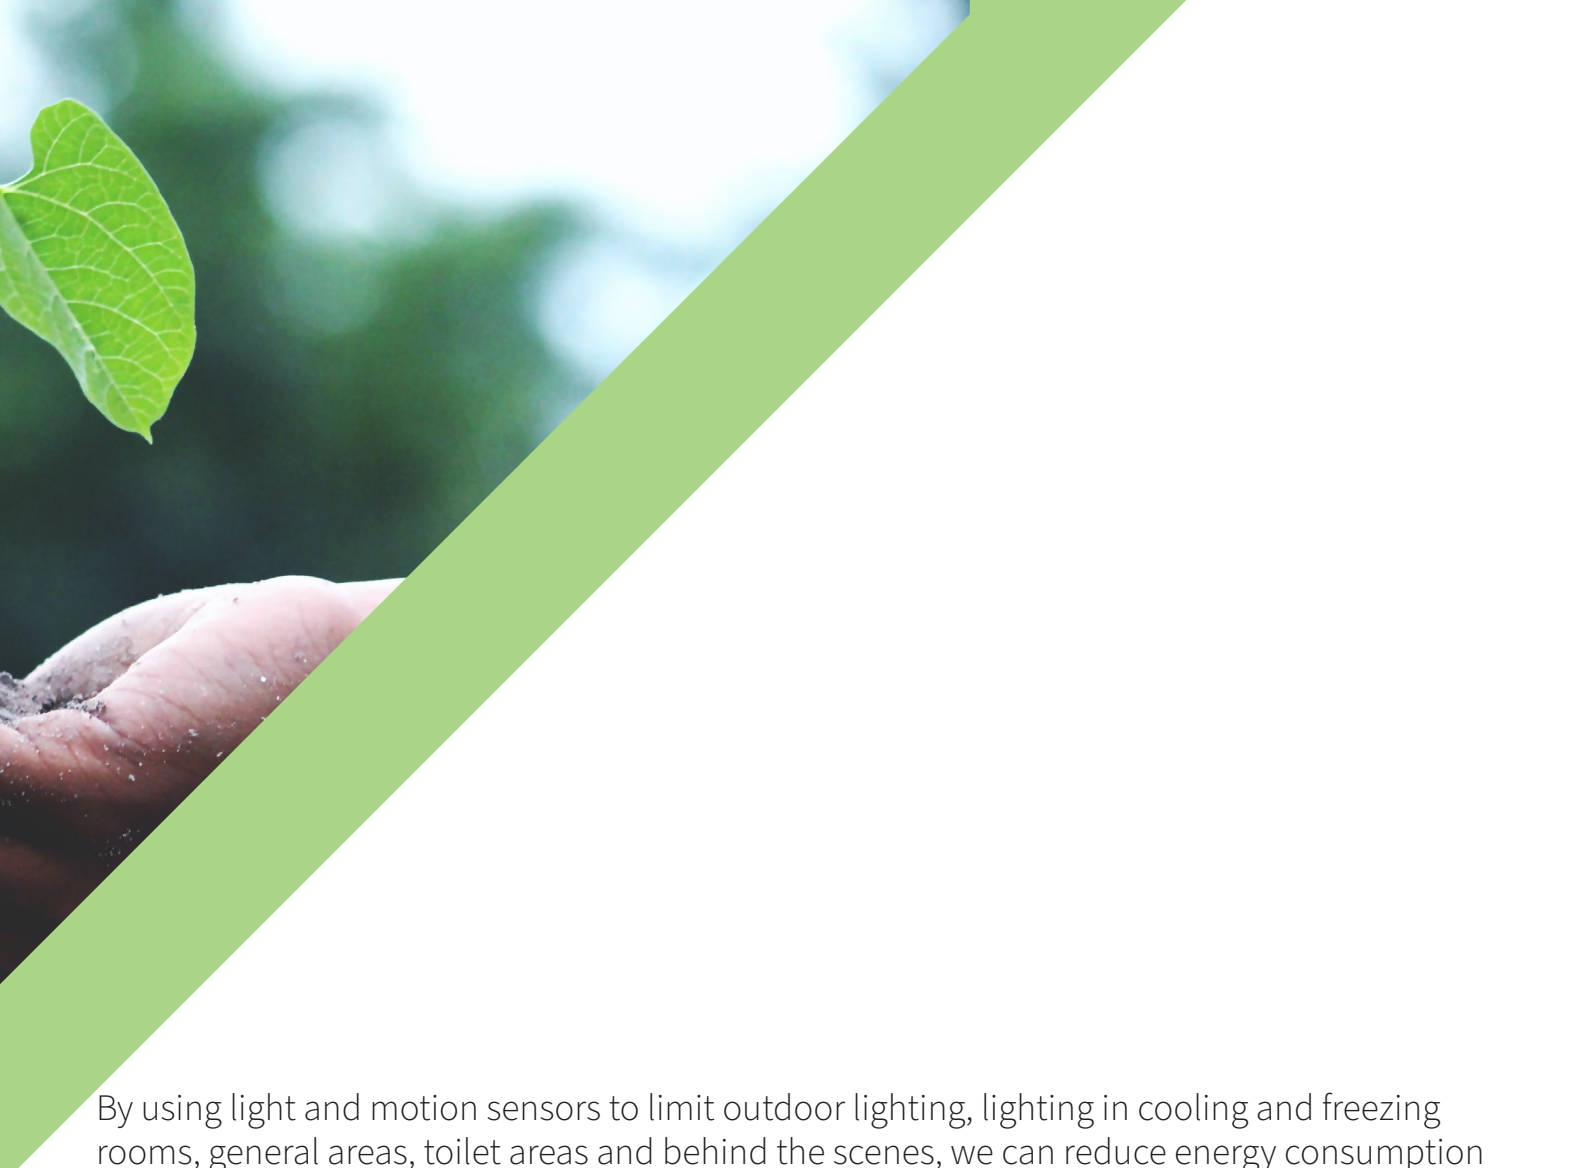 By using light and motion sensors to limit outdoor lighting, lighting in cooling and freezing
rooms, general areas, toilet areas and behind the scenes, we can reduce energy consumption